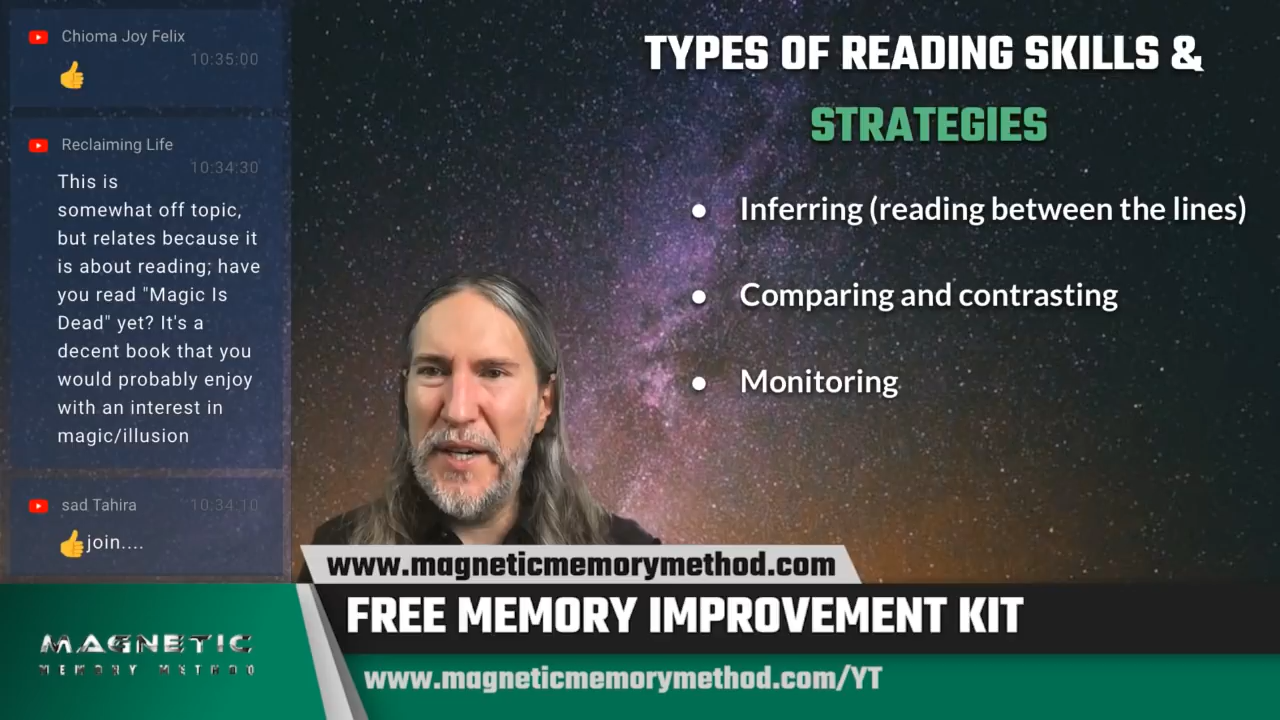 Chioma Joy Felix
10:35:00
👍
Reclaiming Life
10:34:30
This is
somewhat off topic,
but relates because it
is about reading; have
you read "Magic Is
Dead" yet? It's a
decent book that you
would probably enjoy
with an interest in
magic/illusion
sad Tahira
10:34:10
👍join....
TYPES OF READING SKILLS &
STRATEGIES
• Inferring (reading between the lines)
• Comparing and contrasting
• Monitoring
www.magneticmemorymethod.com
FREE MEMORY IMPROVEMENT KIT
www.magneticmemorymethod.com/YT
MAGNETIC
MEMORY METHOD